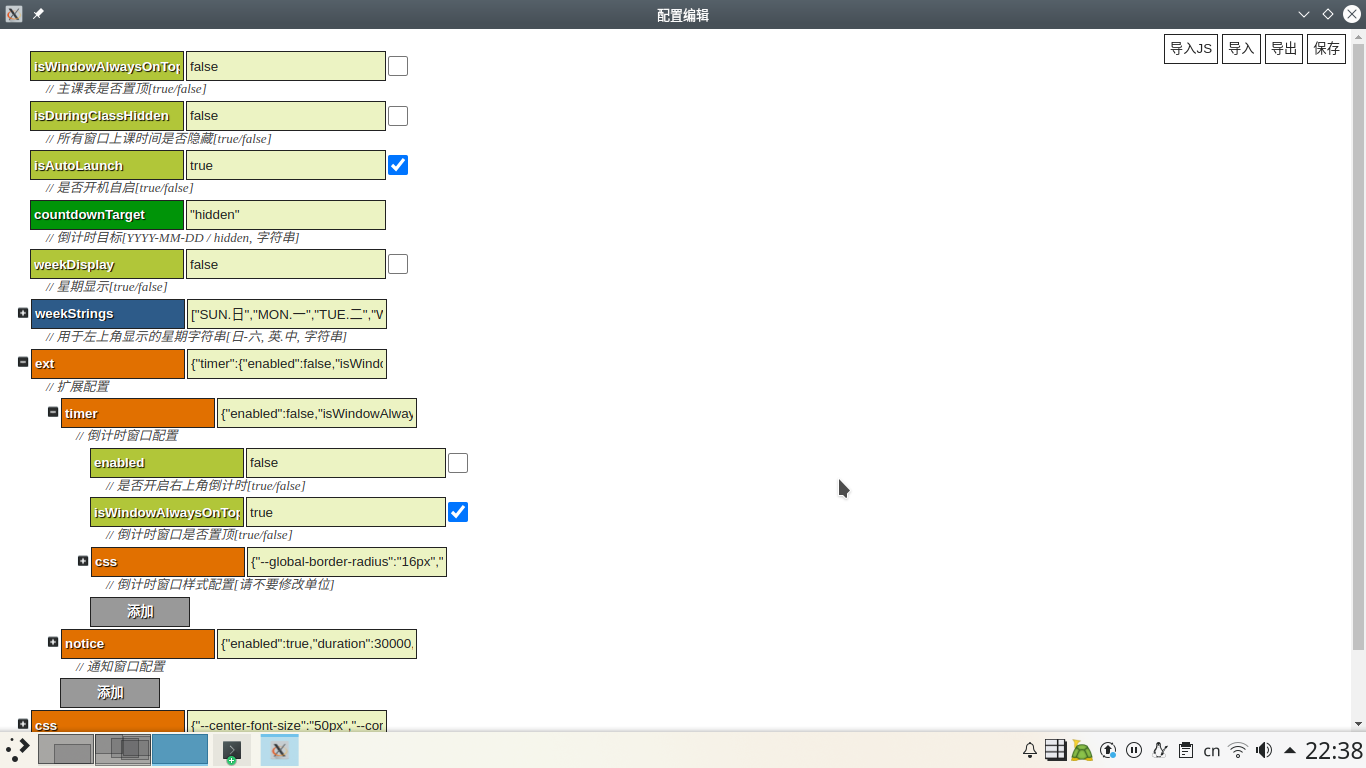 配置编辑
导入JS 导入 导出 保存
isWindowAlwaysOnTop false
// 主课表是否置顶[true/false]
isDuringClassHidden false
// 所有窗口上课时间是否隐藏[true/false]
isAutoLaunch true
// 是否开机自启[true/false]
countdownTarget "hidden"
// 倒计时目标[YYYY-MM-DD / hidden, 字符串]
weekDisplay false
// 星期显示[true/false]
weekStrings ["SUN.日","MON.一","TUE.二","W
// 用于左上角显示的星期字符串[日-六, 英.中, 字符串]
ext {"timer":{"enabled":false,"isWindo
// 扩展配置
timer {"enabled":false,"isWindowAlway
// 倒计时窗口配置
enabled false
// 是否开启右上角倒计时[true/false]
isWindowAlwaysOnTop true
// 倒计时窗口是否置顶[true/false]
css {"--global-border-radius":"16px","
// 倒计时窗口样式配置[请不要修改单位]
添加
notice {"enabled":true,"duration":30000,
// 通知窗口配置
添加
css {"--center-font-size":"50px","--cor
cn 22:38